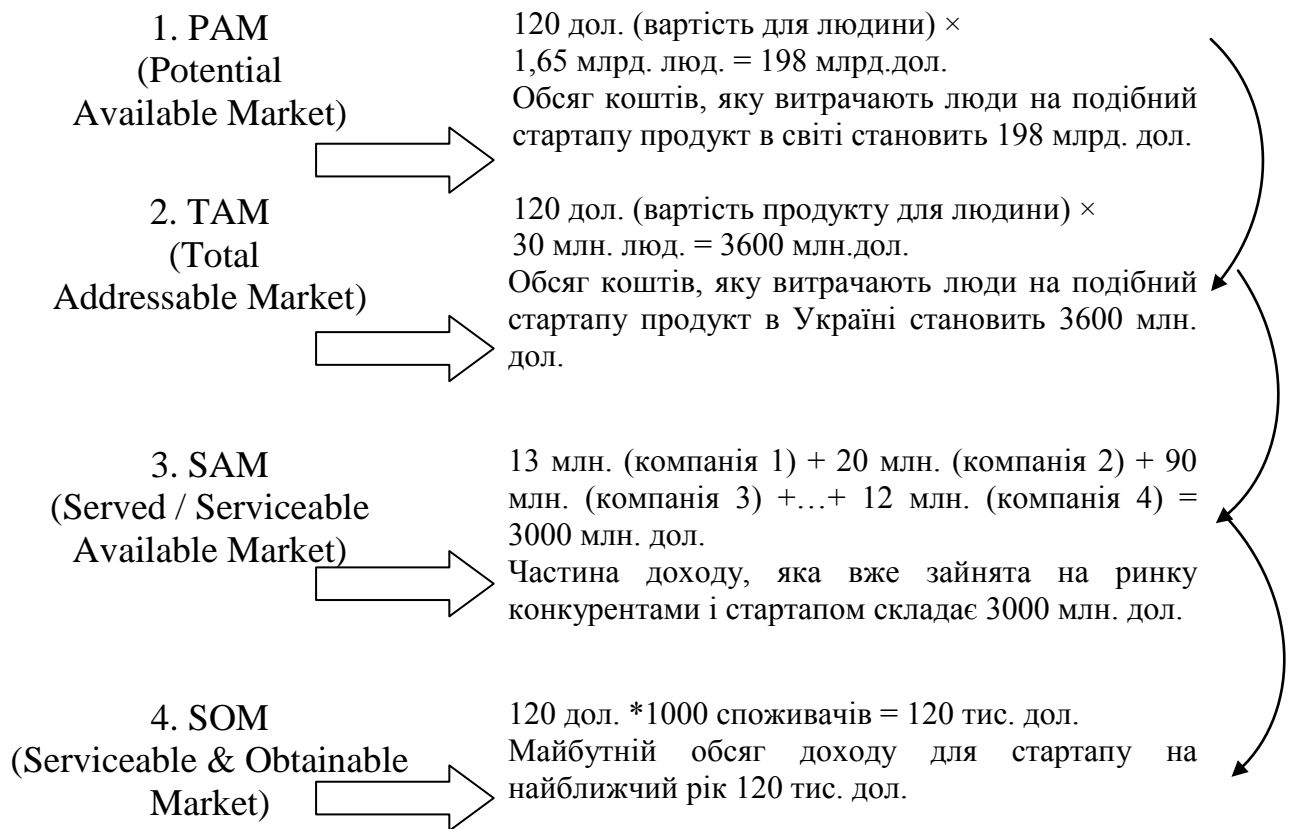 1. PAM
(Potential
Available Market)
120 дол. (вартість для людини) ×
1,65 млрд. люд. = 198 млрд.дол.
Обсяг коштів, яку витрачають люди на подібний
стартапу продукт в світі становить 198 млрд. дол.
2. TAM
(Total
Addressable Market)
120 дол. (вартість продукту для людини) ×
30 млн. люд. = 3600 млн.дол.
Обсяг коштів, яку витрачають люди на подібний
стартапу продукт в Україні становить 3600 млн.
дол.
3. SAM
(Served / Serviceable
Available Market)
13 млн. (компанія 1) + 20 млн. (компанія 2) + 90
млн. (компанія 3) +…+ 12 млн. (компанія 4) =
3000 млн. дол.
Частина доходу, яка вже зайнята на ринку
конкурентами і стартапом складає 3000 млн. дол.
4. SOM
(Serviceable & Obtainable
Market)
120 дол. *1000 споживачів = 120 тис. дол.
Майбутній обсяг доходу для стартапу на
найближчий рік 120 тис. дол.